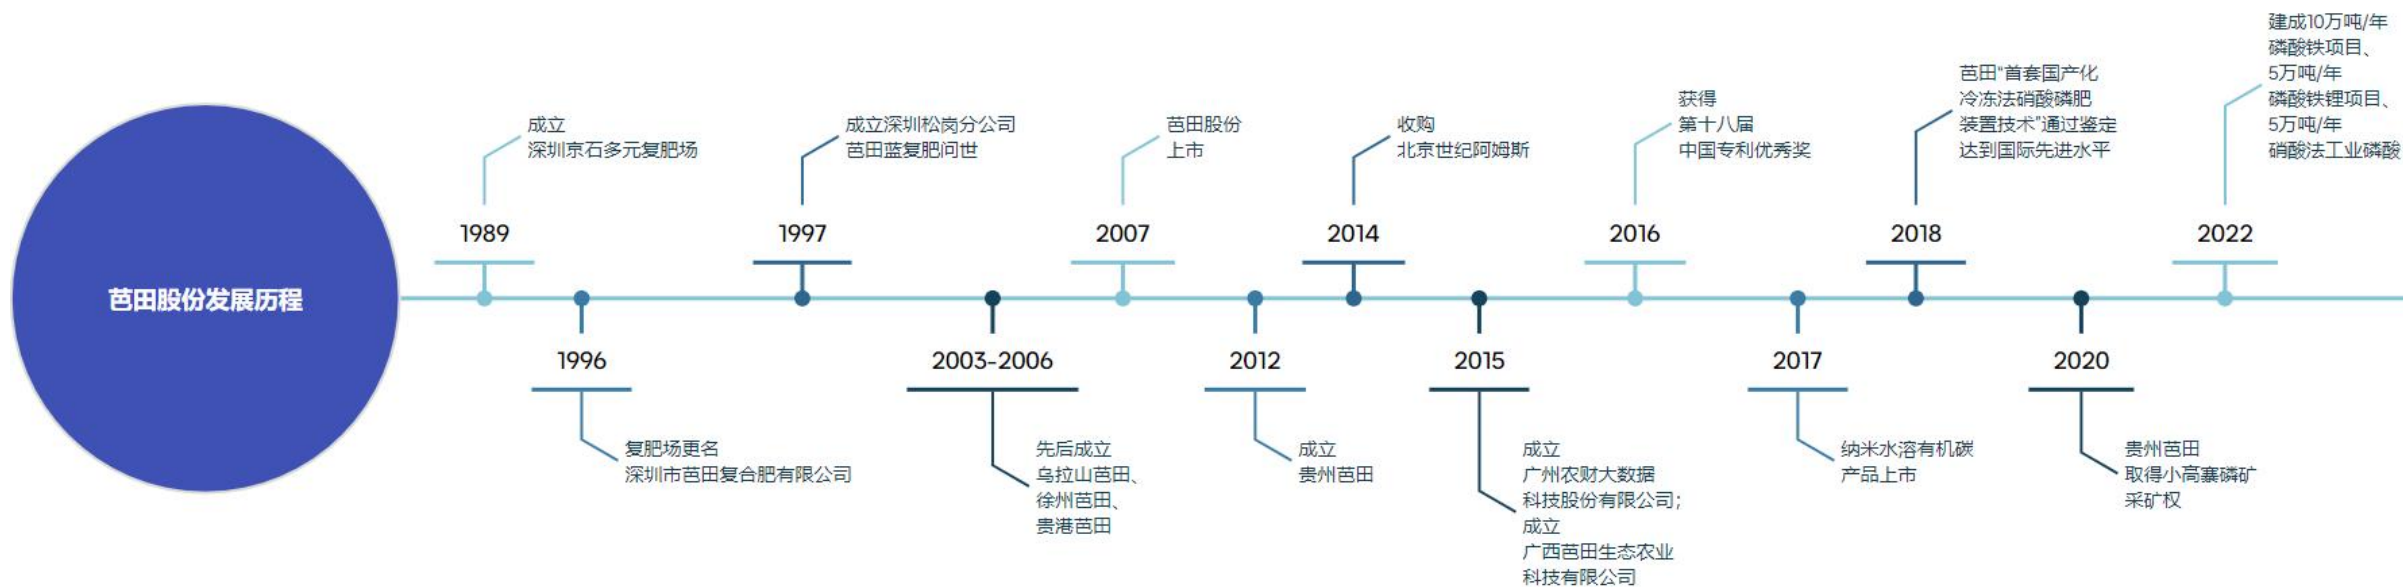 芭田股份发展历程
1989
成立
深圳京石多元复肥场
1996
复肥场更名
深圳市芭田复合肥有限公司
1997
成立深圳松岗分公司
芭田蓝复肥问世
2003-2006
先后成立
乌拉山芭田、
徐州芭田、
贵港芭田
2007
芭田股份
上市
2012
成立
贵州芭田
2014
收购
北京世纪阿姆斯
2015
成立
广州农财大数据
科技股份有限公司；
成立
广西芭田生态农业
科技有限公司
2016
获得
第十八届
中国专利优秀奖
2017
纳米水溶有机碳
产品上市
2018
芭田“首套国产化
冷冻法硝酸磷肥
装置技术”通过鉴定
达到国际先进水平
2020
贵州芭田
取得小高寨磷矿
采矿权
2022
建成10万吨/年
磷酸铁项目、
5万吨/年
磷酸铁锂项目、
5万吨/年
硝酸法工业磷酸